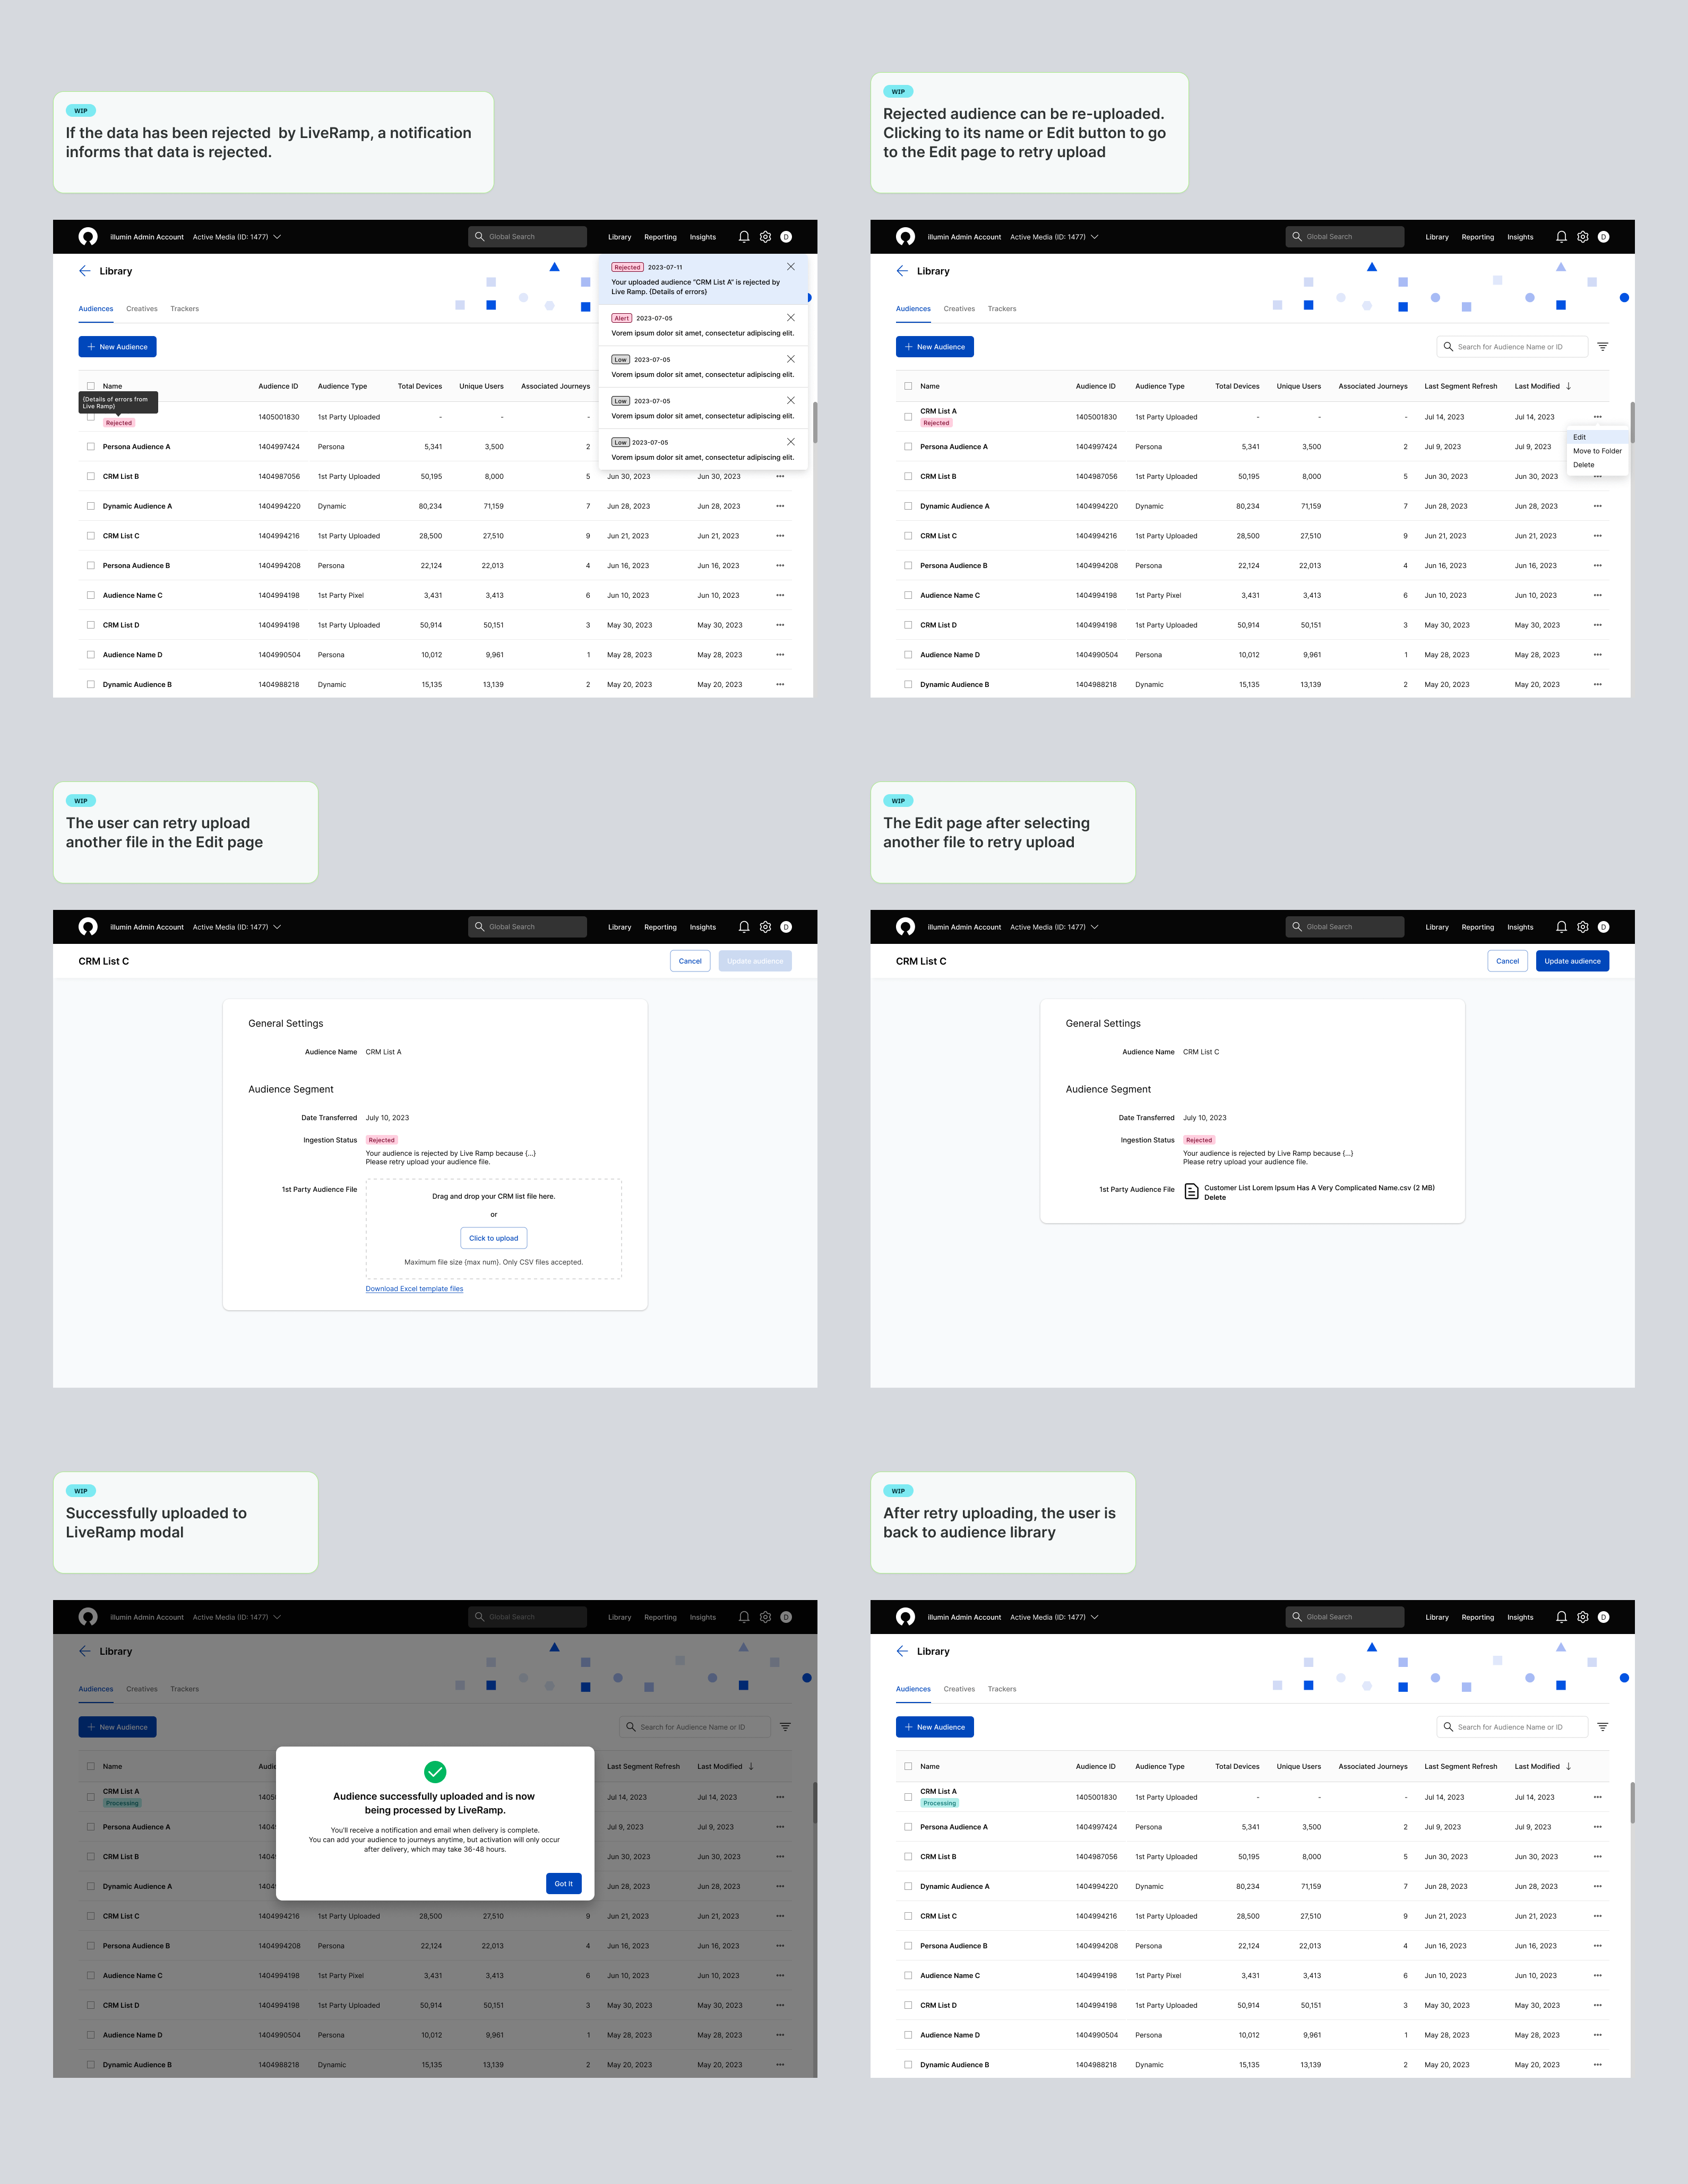 WIP
If the data has been rejected  by LiveRamp, a notification
informs that data is rejected.
WIP
Rejected audience can be re-uploaded.
Clicking to its name or Edit button to go
to the Edit page to retry upload
illumin Admin Account Active Media (ID: 1477) Global Search Library Reporting Insights D
Library
Audiences Creatives Trackers
+ New Audience
Name Audience ID Audience Type Total Devices Unique Users Associated Journeys
{Details of errors from
Live Ramp}
1405001830 1st Party Uploaded - - -
Rejected
Persona Audience A 1404997424 Persona 5,341 3,500 2
CRM List B 1404987056 1st Party Uploaded 50,195 8,000 5 Jun 30, 2023 Jun 30, 2023
Dynamic Audience A 1404994220 Dynamic 80,234 71,159 7 Jun 28, 2023 Jun 28, 2023
CRM List C 1404994216 1st Party Uploaded 28,500 27,510 9 Jun 21, 2023 Jun 21, 2023
Persona Audience B 1404994208 Persona 22,124 22,013 4 Jun 16, 2023 Jun 16, 2023
Audience Name C 1404994198 1st Party Pixel 3,431 3,413 6 Jun 10, 2023 Jun 10, 2023
CRM List D 1404994198 1st Party Uploaded 50,914 50,151 3 May 30, 2023 May 30, 2023
Audience Name D 1404990504 Persona 10,012 9,961 1 May 28, 2023 May 28, 2023
Dynamic Audience B 1404988218 Dynamic 15,135 13,139 2 May 20, 2023 May 20, 2023
Rejected 2023-07-11
Your uploaded audience “CRM List A” is rejected by
Live Ramp. {Details of errors}
Alert 2023-07-05
Vorem ipsum dolor sit amet, consectetur adipiscing elit.
Low 2023-07-05
Vorem ipsum dolor sit amet, consectetur adipiscing elit.
Low 2023-07-05
Vorem ipsum dolor sit amet, consectetur adipiscing elit.
Low 2023-07-05
Vorem ipsum dolor sit amet, consectetur adipiscing elit.
illumin Admin Account Active Media (ID: 1477) Global Search Library Reporting Insights D
Library
Audiences Creatives Trackers
+ New Audience Search for Audience Name or ID
Name Audience ID Audience Type Total Devices Unique Users Associated Journeys Last Segment Refresh Last Modified
CRM List A 1405001830 1st Party Uploaded - - - Jul 14, 2023 Jul 14, 2023
Rejected
Persona Audience A 1404997424 Persona 5,341 3,500 2 Jul 9, 2023 Jul 9, 2023
CRM List B 1404987056 1st Party Uploaded 50,195 8,000 5 Jun 30, 2023 Jun 30, 2023
Dynamic Audience A 1404994220 Dynamic 80,234 71,159 7 Jun 28, 2023 Jun 28, 2023
CRM List C 1404994216 1st Party Uploaded 28,500 27,510 9 Jun 21, 2023 Jun 21, 2023
Persona Audience B 1404994208 Persona 22,124 22,013 4 Jun 16, 2023 Jun 16, 2023
Audience Name C 1404994198 1st Party Pixel 3,431 3,413 6 Jun 10, 2023 Jun 10, 2023
CRM List D 1404994198 1st Party Uploaded 50,914 50,151 3 May 30, 2023 May 30, 2023
Audience Name D 1404990504 Persona 10,012 9,961 1 May 28, 2023 May 28, 2023
Dynamic Audience B 1404988218 Dynamic 15,135 13,139 2 May 20, 2023 May 20, 2023
Edit
Move to Folder
Delete
WIP
The user can retry upload
another file in the Edit page
WIP
The Edit page after selecting
another file to retry upload
illumin Admin Account Active Media (ID: 1477) Global Search Library Reporting Insights D
CRM List C Cancel Update audience
General Settings
Audience Name CRM List A
Audience Segment
Date Transferred July 10, 2023
Ingestion Status Rejected
Your audience is rejected by Live Ramp because {...}
Please retry upload your audience file.
1st Party Audience File
Drag and drop your CRM list file here.
or
Click to upload
Maximum file size {max num}. Only CSV files accepted.
Download Excel template files
illumin Admin Account Active Media (ID: 1477) Global Search Library Reporting Insights D
CRM List C Cancel Update audience
General Settings
Audience Name CRM List C
Audience Segment
Date Transferred July 10, 2023
Ingestion Status Rejected
Your audience is rejected by Live Ramp because {...}
Please retry upload your audience file.
1st Party Audience File Customer List Lorem Ipsum Has A Very Complicated Name.csv (2 MB)
Delete
WIP
Successfully uploaded to
LiveRamp modal
WIP
After retry uploading, the user is
back to audience library
illumin Admin Account Active Media (ID: 1477) Global Search Library Reporting Insights D
Library
Audiences Creatives Trackers
+ New Audience Search for Audience Name or ID
Name Audie Last Segment Refresh Last Modified
CRM List A 1405 Jul 14, 2023 Jul 14, 2023
Processing
Persona Audience A 1404 Jul 9, 2023 Jul 9, 2023
CRM List B 1404 Jun 30, 2023 Jun 30, 2023
Dynamic Audience A 1404 Jun 28, 2023 Jun 28, 2023
CRM List C 1404994216 1st Party Uploaded 28,500 27,510 9 Jun 21, 2023 Jun 21, 2023
Persona Audience B 1404994208 Persona 22,124 22,013 4 Jun 16, 2023 Jun 16, 2023
Audience Name C 1404994198 1st Party Pixel 3,431 3,413 6 Jun 10, 2023 Jun 10, 2023
CRM List D 1404994198 1st Party Uploaded 50,914 50,151 3 May 30, 2023 May 30, 2023
Audience Name D 1404990504 Persona 10,012 9,961 1 May 28, 2023 May 28, 2023
Dynamic Audience B 1404988218 Dynamic 15,135 13,139 2 May 20, 2023 May 20, 2023
Audience successfully uploaded and is now
being processed by LiveRamp.
You'll receive a notification and email when delivery is complete.
You can add your audience to journeys anytime, but activation will only occur
after delivery, which may take 36-48 hours.
Got It
illumin Admin Account Active Media (ID: 1477) Global Search Library Reporting Insights D
Library
Audiences Creatives Trackers
+ New Audience Search for Audience Name or ID
Name Audience ID Audience Type Total Devices Unique Users Associated Journeys Last Segment Refresh Last Modified
CRM List A 1405001830 1st Party Uploaded - - - Jul 14, 2023 Jul 14, 2023
Processing
Persona Audience A 1404997424 Persona 5,341 3,500 2 Jul 9, 2023 Jul 9, 2023
CRM List B 1404987056 1st Party Uploaded 50,195 8,000 5 Jun 30, 2023 Jun 30, 2023
Dynamic Audience A 1404994220 Dynamic 80,234 71,159 7 Jun 28, 2023 Jun 28, 2023
CRM List C 1404994216 1st Party Uploaded 28,500 27,510 9 Jun 21, 2023 Jun 21, 2023
Persona Audience B 1404994208 Persona 22,124 22,013 4 Jun 16, 2023 Jun 16, 2023
Audience Name C 1404994198 1st Party Pixel 3,431 3,413 6 Jun 10, 2023 Jun 10, 2023
CRM List D 1404994198 1st Party Uploaded 50,914 50,151 3 May 30, 2023 May 30, 2023
Audience Name D 1404990504 Persona 10,012 9,961 1 May 28, 2023 May 28, 2023
Dynamic Audience B 1404988218 Dynamic 15,135 13,139 2 May 20, 2023 May 20, 2023